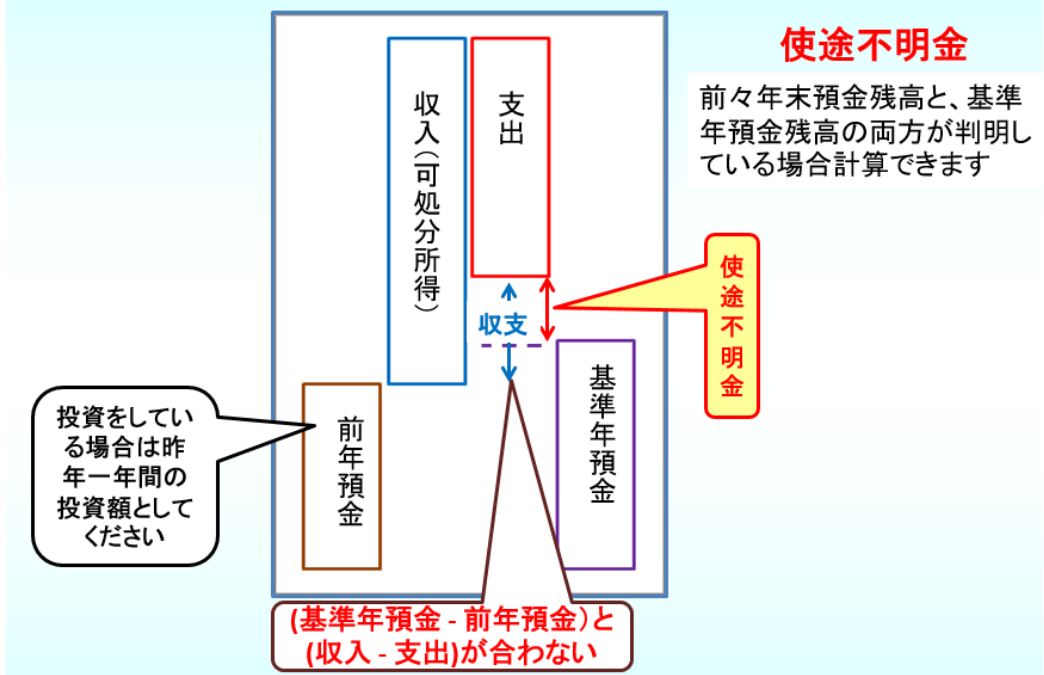 使途不明金
前々年末預金残高と、基準
年預金残高の両方が判明し
ている場合計算できます
収入(可処分所得)
支出
使途不明金
収支
基準年預金
前年預金
投資をしてい
る場合は昨
年一年間の
投資額として
ください
(基準年預金 - 前年預金)と
(収入 - 支出)が合わない